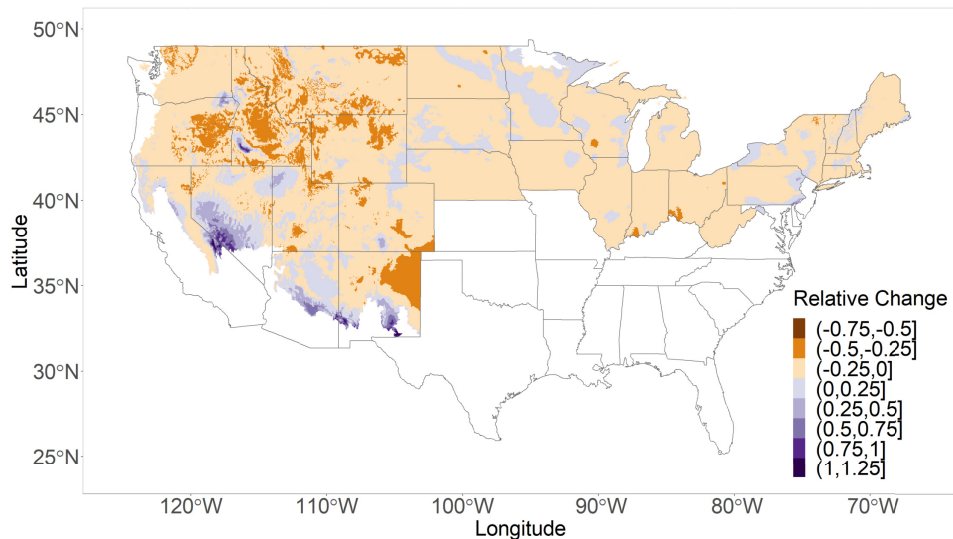 50°N
45°N
40°N
35°N
30°N
25°N
Latitude
120°W
110°W
100°W
90°W
80°W
70°W
Longitude
Relative Change
(-0.75,-0.5]
(-0.5,-0.25]
(-0.25,0]
(0,0.25]
(0.25,0.5]
(0.5,0.75]
(0.75,1]
(1,1.25]